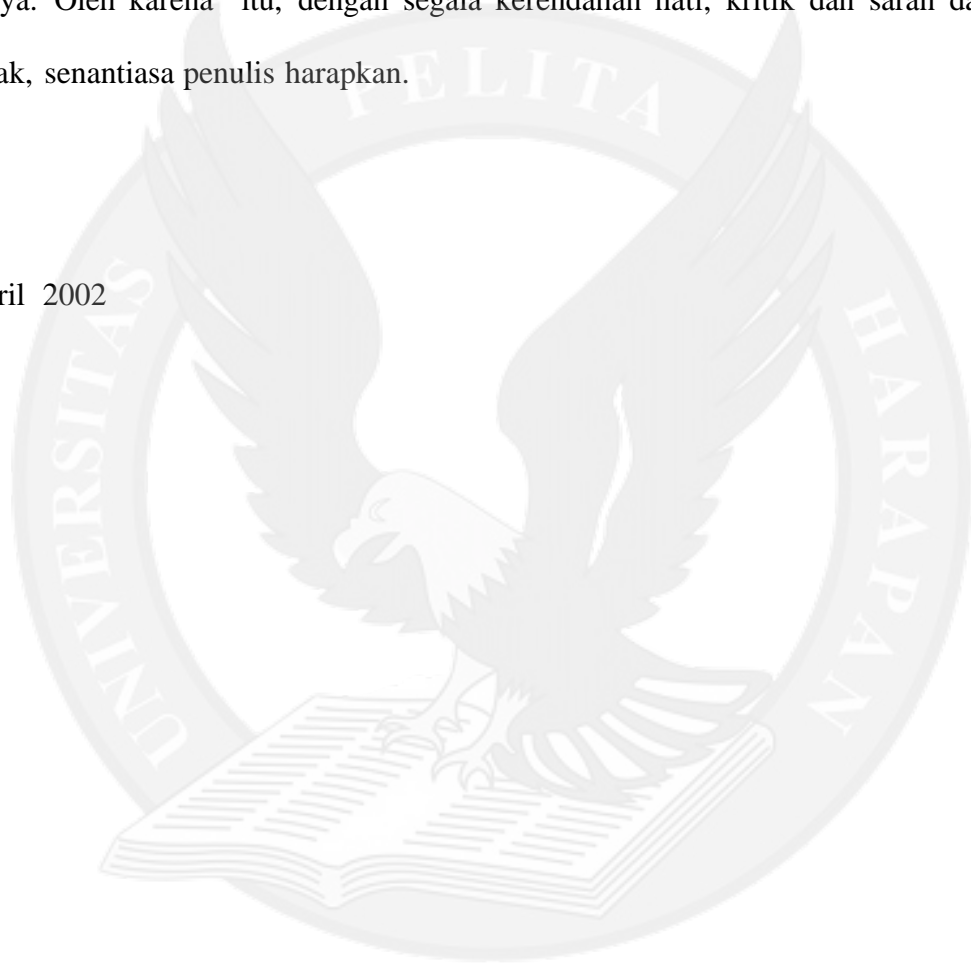 ya. Oleh karena itu, dengan segala kerendahan hati, kritik dan saran da
ak, senantiasa penulis harapkan.
ril 2002
UNIVERSITAS PELITA HARAPAN